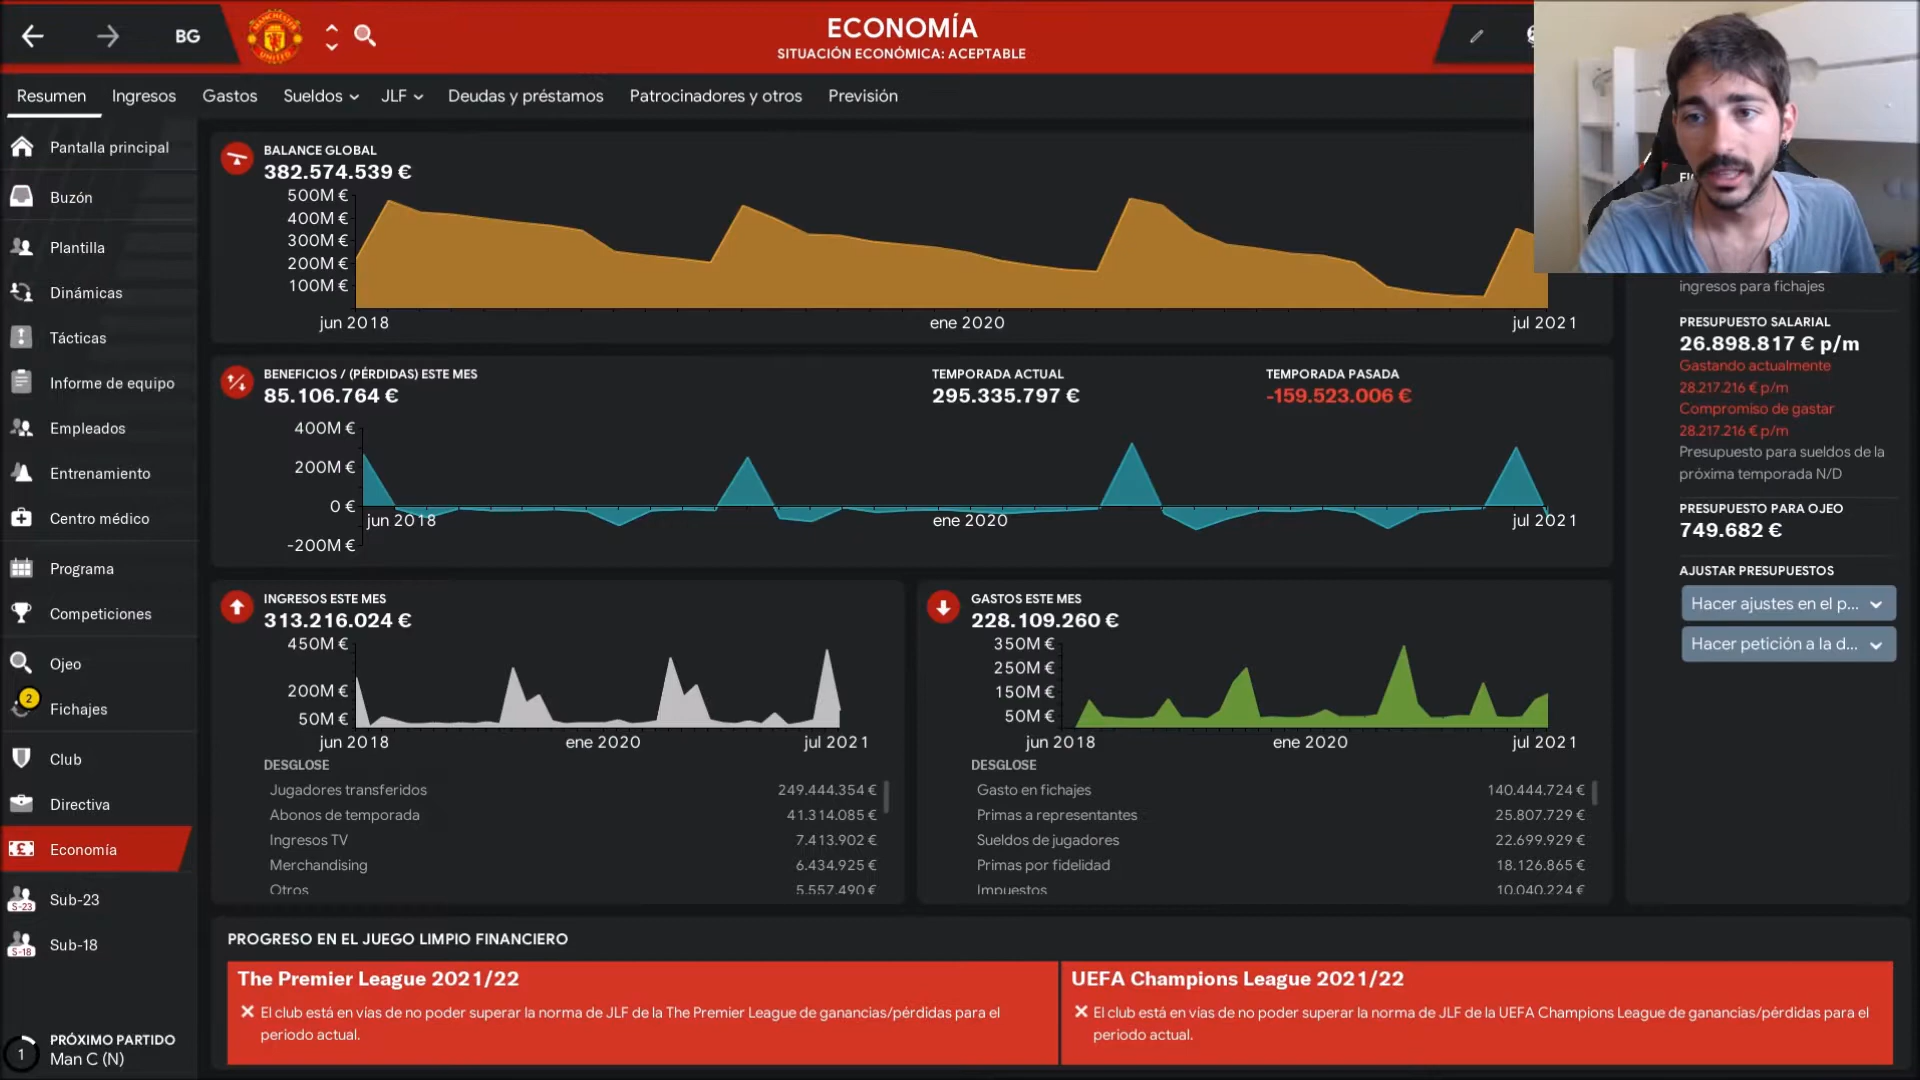 BG
ECONOMÍA
SITUACIÓN ECONÓMICA: ACEPTABLE
Resumen
Ingresos
Gastos
Sueldos
JLF
Deudas y préstamos
Patrocinadores y otros
Previsión
Pantalla principal
Buzón
Plantilla
Dinámicas
Tácticas
Informe de equipo
Empleados
Entrenamiento
Centro médico
Programa
Competiciones
Ojeo
2
Fichajes
Club
Directiva
Economía
S-23
Sub-23
S-18
Sub-18
1
PRÓXIMO PARTIDO
Man C (N)
BALANCE GLOBAL
382.574.539 €
500M €
400M €
300M €
200M €
100M €
jun 2018
ene 2020
jul 2021
BENEFICIOS / (PÉRDIDAS) ESTE MES
85.106.764 €
TEMPORADA ACTUAL
295.335.797 €
TEMPORADA PASADA
-159.523.006 €
400M €
200M €
0 €
-200M €
jun 2018
ene 2020
jul 2021
INGRESOS ESTE MES
313.216.024 €
450M €
200M €
50M €
jun 2018
ene 2020
jul 2021
DESGLOSE
Jugadores transferidos 249.444.354 €
Abonos de temporada 41.314.085 €
Ingresos TV 7.413.902 €
Merchandising 6.434.925 €
Otros 5.557.490 €
GASTOS ESTE MES
228.109.260 €
350M €
250M €
150M €
50M €
jun 2018
ene 2020
jul 2021
DESGLOSE
Gasto en fichajes 140.444.724 €
Primas a representantes 25.807.729 €
Sueldos de jugadores 22.699.929 €
Primas por fidelidad 18.126.865 €
Impuestos 10.040.224 €
ingresos para fichajes
PRESUPUESTO SALARIAL
26.898.817 € p/m
Gastando actualmente
28.217.216 € p/m
Compromiso de gastar
28.217.216 € p/m
Presupuesto para sueldos de la
próxima temporada N/D
PRESUPUESTO PARA OJEO
749.682 €
AJUSTAR PRESUPUESTOS
Hacer ajustes en el p...
Hacer petición a la d...
PROGRESO EN EL JUEGO LIMPIO FINANCIERO
The Premier League 2021/22
El club está en vías de no poder superar la norma de JLF de la The Premier League de ganancias/pérdidas para el
periodo actual.
UEFA Champions League 2021/22
El club está en vías de no poder superar la norma de JLF de la UEFA Champions League de ganancias/pérdidas para el
periodo actual.